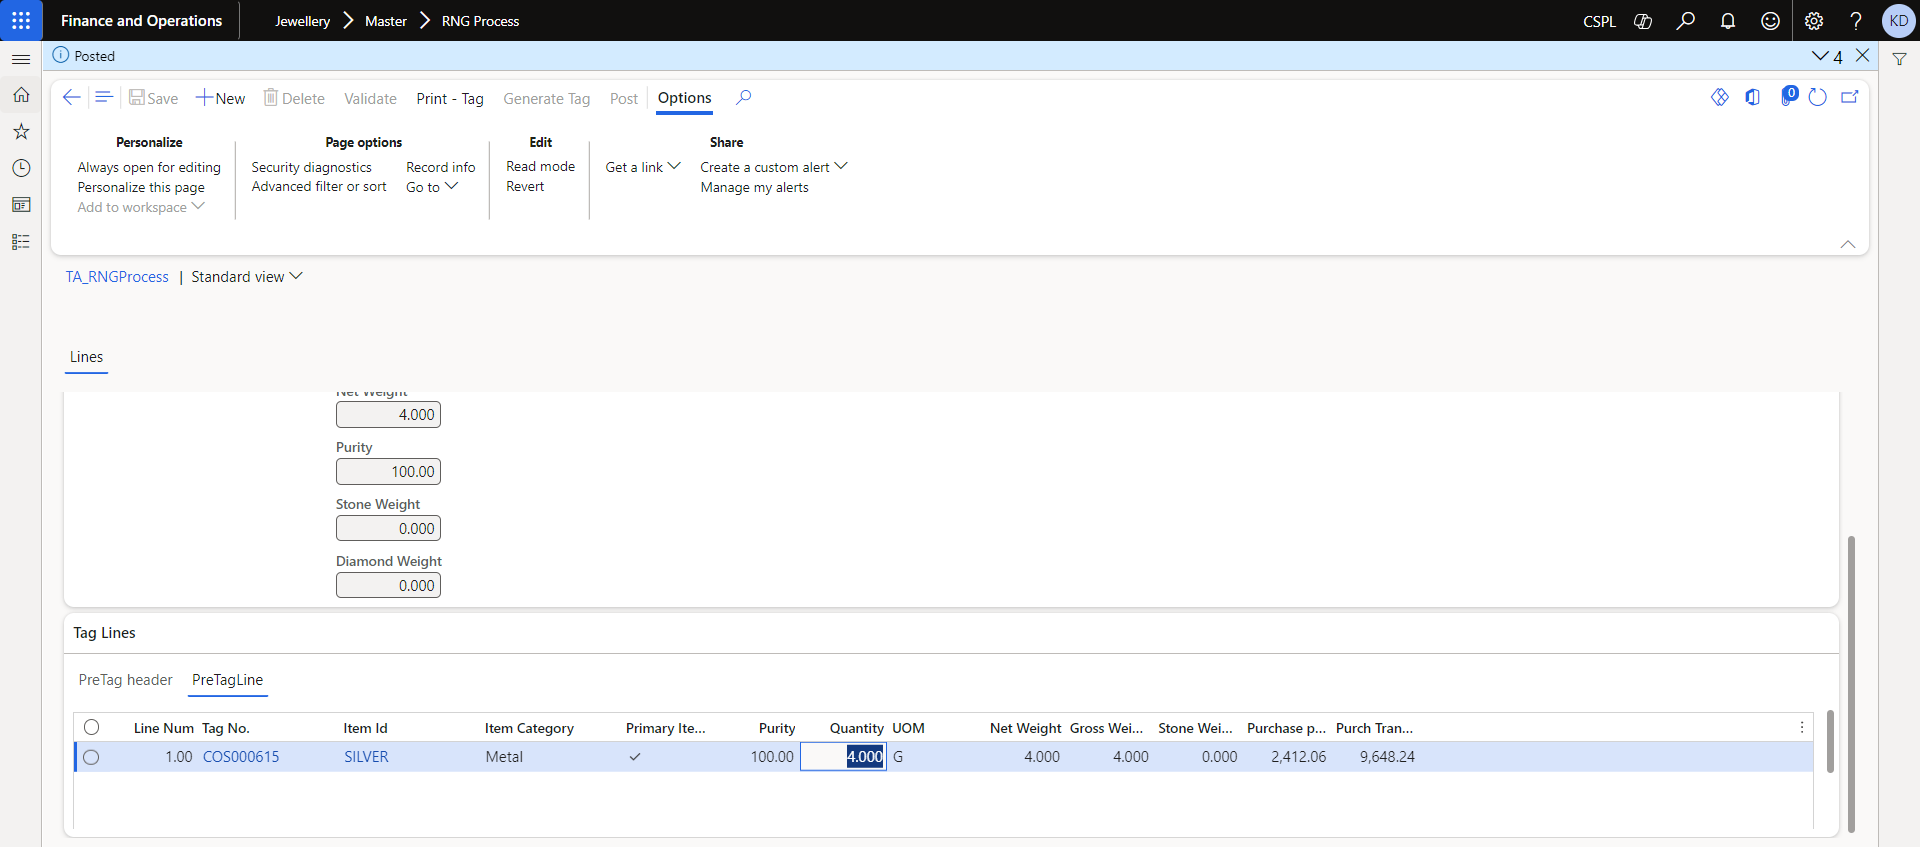 Finance and Operations
Jewellery > Master > RNG Process
CSPL
KD
Posted
4
Save New Delete Validate Print - Tag Generate Tag Post Options
0
Personalize
Always open for editing
Personalize this page
Add to workspace
Page options
Security diagnostics
Advanced filter or sort
Record info
Go to
Edit
Read mode
Revert
Share
Get a link
Create a custom alert
Manage my alerts
TA_RNGProcess | Standard view
Lines
Net Weight
4.000
Purity
100.00
Stone Weight
0.000
Diamond Weight
0.000
Tag Lines
PreTag header PreTagLine
Line Num Tag No. Item Id Item Category Primary Ite... Purity Quantity UOM Net Weight Gross Wei... Stone Wei... Purchase p... Purch Tran...
1.00 COS000615 SILVER Metal 100.00 4.000 G 4.000 4.000 0.000 2,412.06 9,648.24